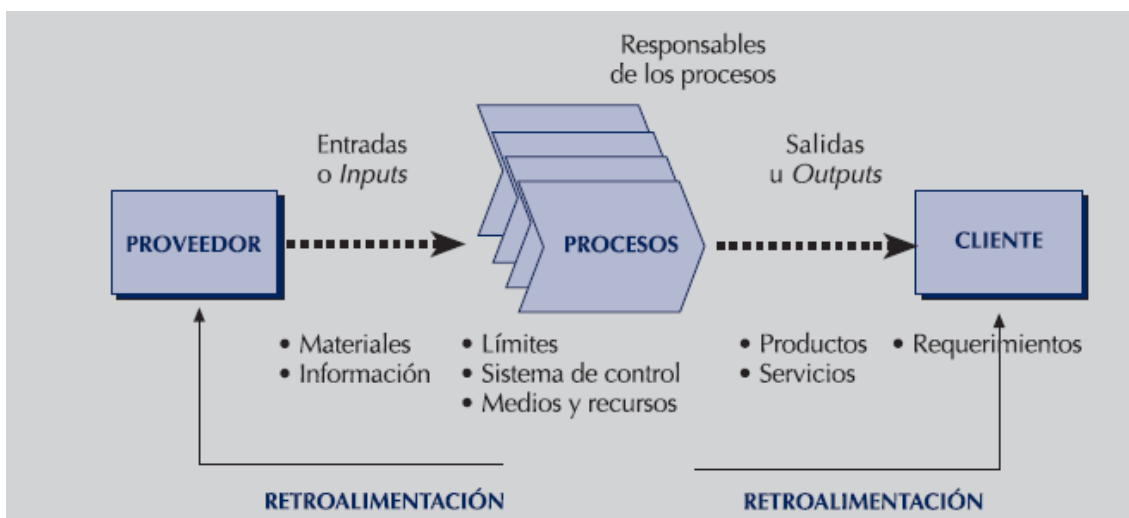 Responsables
de los procesos
Entradas
o Inputs
Salidas
u Outputs
PROVEEDOR
PROCESOS
CLIENTE
• Materiales
• Información
• Límites
• Sistema de control
• Medios y recursos
• Productos
• Servicios
• Requerimientos
RETROALIMENTACIÓN
RETROALIMENTACIÓN